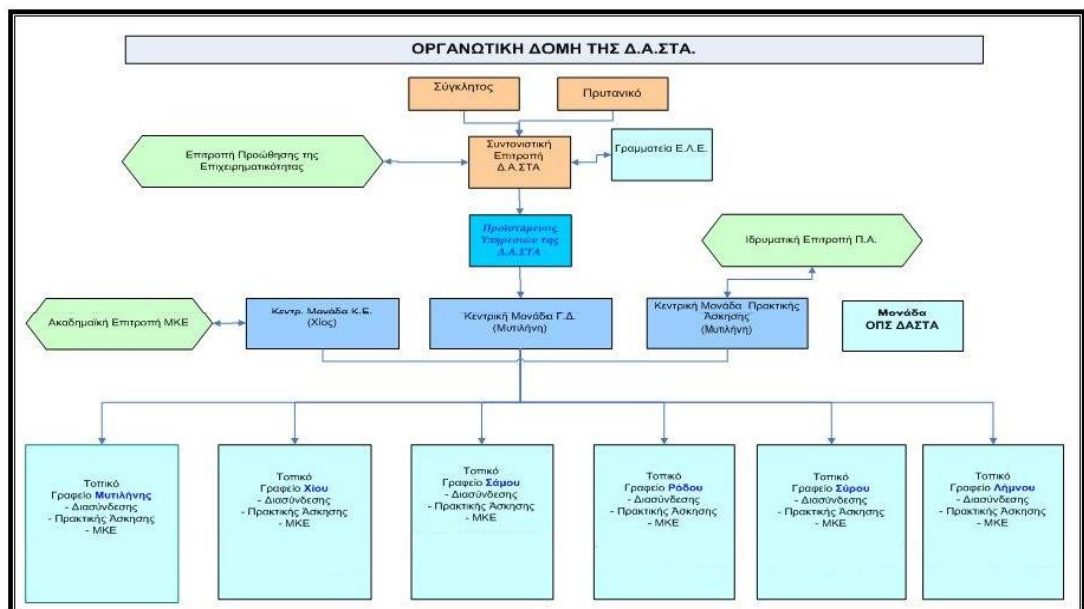 ΟΡΓΑΝΩΤΙΚΗ ΔΟΜΗ ΤΗΣ Δ.Α.ΣΤΑ.
Σύγκλητος
Πρυτανικό
Επιτροπή Προώθησης της
Επιχειρηματικότητας
Συντονιστική
Επιτροπή
Δ.Α.ΣΤΑ
Γραμματεία Ε.Λ.Ε.
Προϊστάμενος
Υπηρεσιών της
Δ.Α.ΣΤΑ
Ιδρυματική Επιτροπή Π.Α.
Ακαδημαϊκή Επιτροπή ΜΚΕ
Κεντρ. Μονάδα Κ.Ε.
(Χίος)
Κεντρική Μονάδα Γ.Δ.
(Μυτιλήνη)
Κεντρική Μονάδα Πρακτικής
Άσκησης
(Μυτιλήνη)
Μονάδα
ΟΠΣ ΔΑΣΤΑ
Τοπικό
Γραφείο Μυτιλήνης
- Διασύνδεσης
- Πρακτικής Άσκησης
- ΜΚΕ
Τοπικό
Γραφείο Χίου
- Διασύνδεσης
- Πρακτικής Άσκησης
- ΜΚΕ
Τοπικό
Γραφείο Σάμου
- Διασύνδεσης
- Πρακτικής Άσκησης
- ΜΚΕ
Τοπικό
Γραφείο Ρόδου
- Διασύνδεσης
- Πρακτικής Άσκησης
- ΜΚΕ
Τοπικό
Γραφείο Σύρου
- Διασύνδεσης
- Πρακτικής Άσκησης
- ΜΚΕ
Τοπικό
Γραφείο Λήμνου
- Διασύνδεσης
- Πρακτικής Άσκησης
- ΜΚΕ